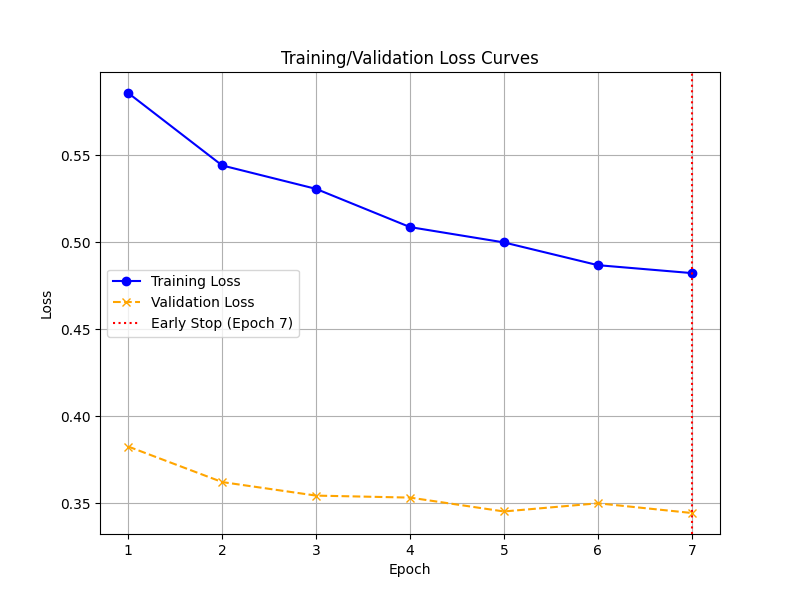 Training/Validation Loss Curves
Loss
0.55
0.50
0.45
0.40
0.35
Training Loss
Validation Loss
Early Stop (Epoch 7)
1 2 3 4 5 6 7
Epoch